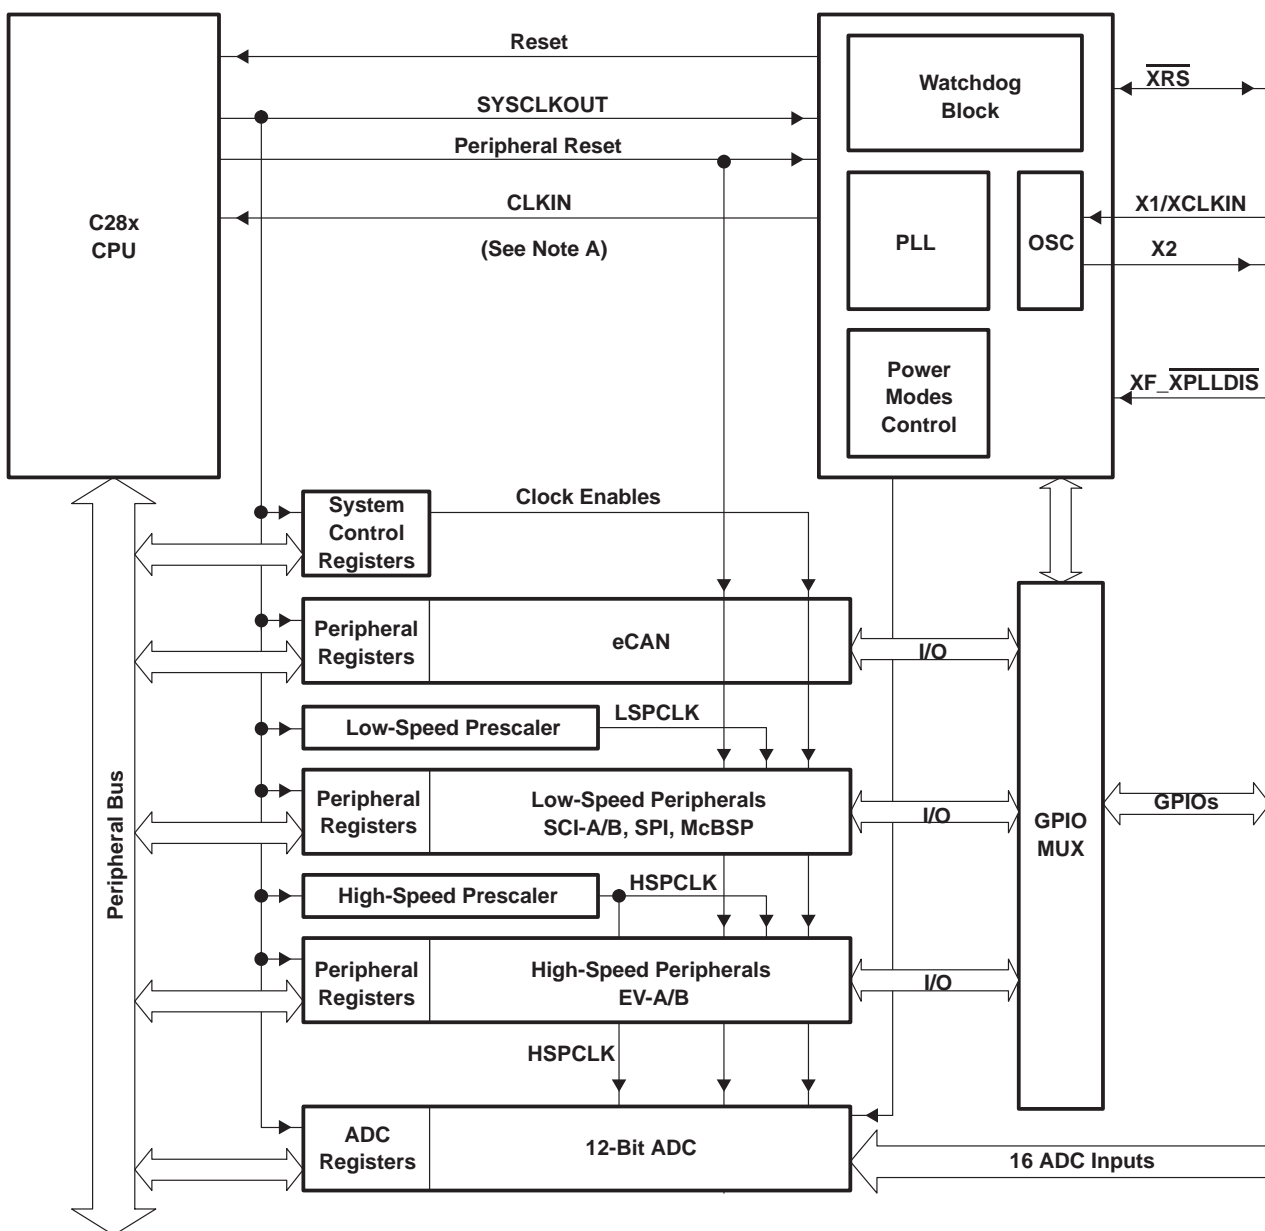 Reset
SYSCLKOUT
Peripheral Reset
CLKIN
(See Note A)
C28x
CPU
Watchdog
Block
PLL
OSC
Power
Modes
Control
XRS
X1/XCLKIN
X2
XF_XPLLDIS
System
Control
Registers
Clock Enables
Peripheral
Registers
eCAN
I/O
Low-Speed Prescaler
LSPCLK
Peripheral
Registers
Low-Speed Peripherals
SCI-A/B, SPI, McBSP
I/O
High-Speed Prescaler
HSPCLK
Peripheral
Registers
High-Speed Peripherals
EV-A/B
I/O
HSPCLK
ADC
Registers
12-Bit ADC
16 ADC Inputs
GPIO
MUX
GPIOs
Peripheral Bus